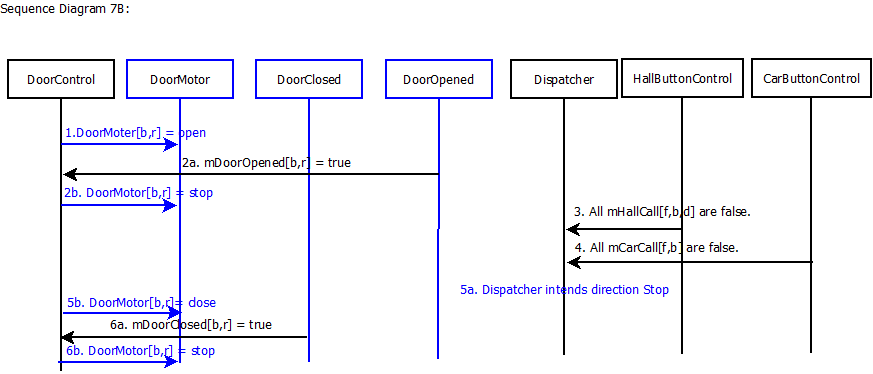 Sequence Diagram 7B:
DoorControl
DoorMotor
DoorClosed
DoorOpened
Dispatcher
HallButtonControl
CarButtonControl
1.DoorMoter[b,r] = open
2a. mDoorOpened[b,r] = true
2b. DoorMotor[b,r] = stop
3. All mHallCall[f,b,d] are false.
4. All mCarCall[f,b] are false.
5a. Dispatcher intends direction Stop
5b. DoorMotor[b,r]= close
6a. mDoorClosed[b,r] = true
6b. DoorMotor[b,r] = stop